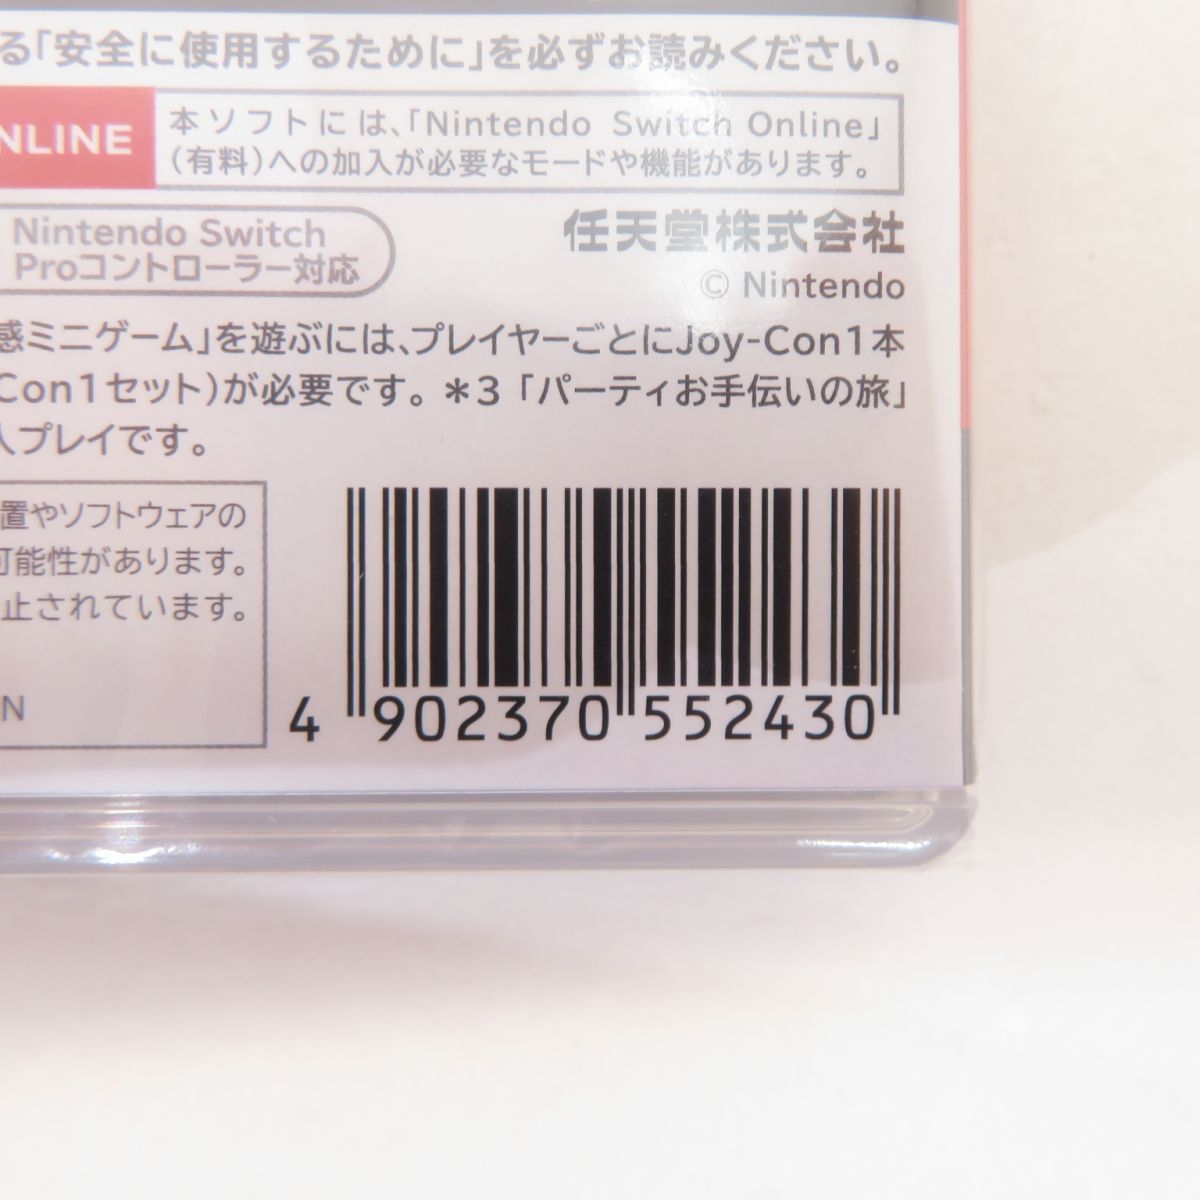 る「安全に使用するために」を必ずお読みください。
NLINE
本ソフトには、「Nintendo Switch Online」
(有料)への加入が必要なモードや機能があります。
Nintendo Switch
Proコントローラー対応
任天堂株式会社
© Nintendo
感ミニゲーム」を遊ぶには、プレイヤーごとにJoy-Con1本
Con1セット)が必要です。＊3 「パーティお手伝いの旅」
人プレイです。
置やソフトウェアの
可能性があります。
止されています。
N
4 902370 552430